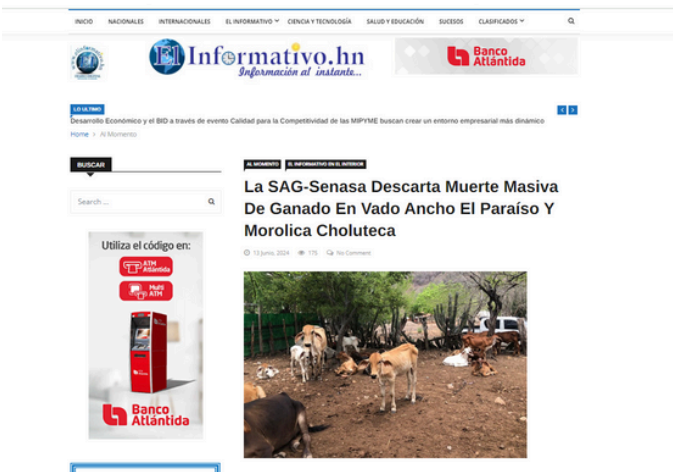 INICIO NACIONALES INTERNACIONALES EL INFORMATIVO CIENCIA Y TECNOLOGÍA SALUD Y EDUCACIÓN SUCESOS CLASIFICADOS
El Informativo.hn
Información al instante...
Banco
Atlántida
LO ULTIMO
Desarrollo Económico y el BID a través de evento Calidad para la Competitividad de las MIPYME buscan crear un entorno empresarial más dinámico
Home > Al Momento
BUSCAR
Search ...
Utiliza el código en:
ATM
Atlántida
Multi
ATM
Banco
Atlántida
AL MOMENTO EL INFORMATIVO EN EL INTERIOR
La SAG-Senasa Descarta Muerte Masiva
De Ganado En Vado Ancho El Paraíso Y
Morolica Choluteca
13 junio, 2024 175 No Comment